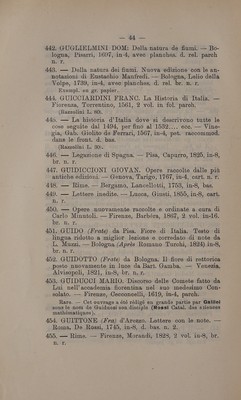 — 44 —
442. GUGLIELMINI DOM: Della natura de fiumi. — Bologna, Pisarri, 1697, in-4, avec planches. d. rel. parch.
n. r.
443. — Della natura dei fiumi. Nuova edizione con le annotazioni di Eustachio Manfredi. — Bologna, Lelio dalla
Volpe, 1739, in-4, avec planches. d. rel. br. n. r.
Exempl. en gr. papier.
444. GUICCIARDINI FRANC. La Historia di Italia. —
Fiorenza, Torrentino, 1561, 2 vol. in fol. parch.
(Razzolini L. 80).
445. — La historia d'Italia dove si descrivono tutte le
cose seguite dal 1494, per fino al 1532.... ecc. — Vinegia, Gab. Giolito de Ferrari, 1567, in-4, pet. raccommod.
dans le front. d. bas.
(Razzolini L. 30).
446. — Legazione di Spagna. — Pisa, Capurro, 1825, in-8,
br. n. r.
447. GUIDICCIONI GIOVAN. Opere raccolte dalle più
antiche edizioni. — Genova, Tarigo, 1767, in-4, cart. n. r.
448. — Rime. — Bergamo, Lancellotti, 1753, in-8, bas.
449. — Lettere inedite. — Lucca, Giusti, 1855, in-8, cart.
n. r.
450. — Opere nuovamente raccolte e ordinate a cura di
Carlo Minutoli. — Firenze, Barbèra, 1867, 2 vol. in-16.
br. n. r.
451. GUIDO (Frate) da Pisa. Fiore di Italia. Testo di
lingua ridotto a miglior lezione e corredato di note da
L. Muzzi. — Bologna (Après Romano Turchi, 1824) in-8,
br. n. r.
452. GUIDOTTO (Frate) da Bologna. Il fiore di rettorica
posto nuovamente in luce da Bart. Gamba. — Venezia,
Alvisopoli, 1821, in-8, br. n. r.
453. GUIDUCCI MARIO. Discorso delle Comete fatto da
Lui nell'accademia fiorentina nel suo medesimo Consolato. — Firenze, Cecconcelli, 1619, in-4, parch.
Rare. — Cet ouvrage a été rédigé en grande partie par Galilei
sous le nom de Guiducci son disciple (Rossi Catal. des sciences
mathématiques).
454. GUITTONE (Fra) d'Arezzo. Lettere con le note. —
Roma, De Rossi, 1745, in-8, d. bas. n. 2.
455. — Rime. — Firenze, Morandi, 1828, 2 vol. in-8, br.
n. r.